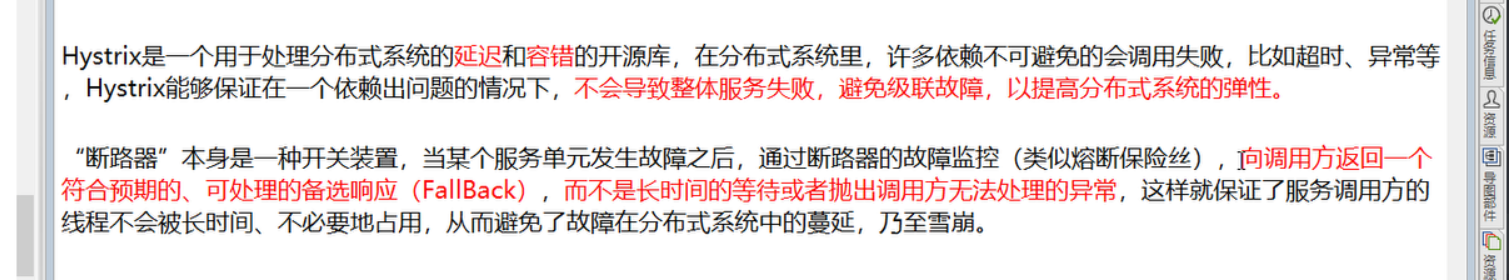 Hystrix是一个用于处理分布式系统的延迟和容错的开源库，在分布式系统里，许多依赖不可避免的会调用失败，比如超时、异常等
，Hystrix能够保证在一个依赖出问题的情况下，不会导致整体服务失败，避免级联故障，以提高分布式系统的弹性。
“断路器”本身是一种开关装置，当某个服务单元发生故障之后，通过断路器的故障监控（类似熔断保险丝），向调用方返回一个
符合预期的、可处理的备选响应（FallBack），而不是长时间的等待或者抛出调用方无法处理的异常，这样就保证了服务调用方的
线程不会被长时间、不必要地占用，从而避免了故障在分布式系统中的蔓延，乃至雪崩。
任务信息
资源
导图部件
资源